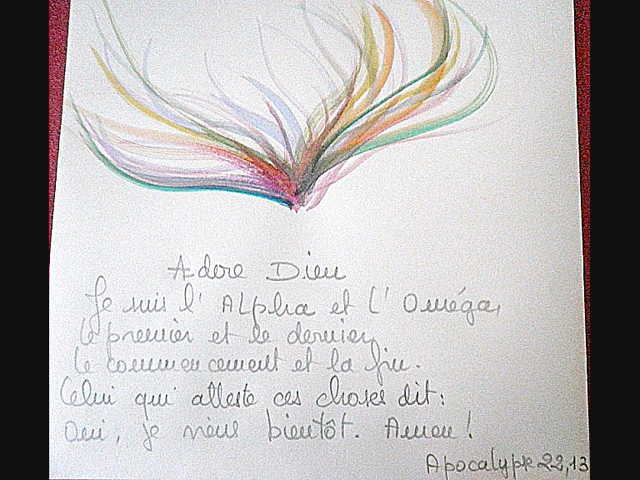 Adore Dieu
Je suis l' Alpha et L' Oméga,
le premier et le dernier,
le commencement et la fin.
Celui qui atteste ces choses dit:
Oui, je viens bientôt. Amen!
Apocalypse 22,13